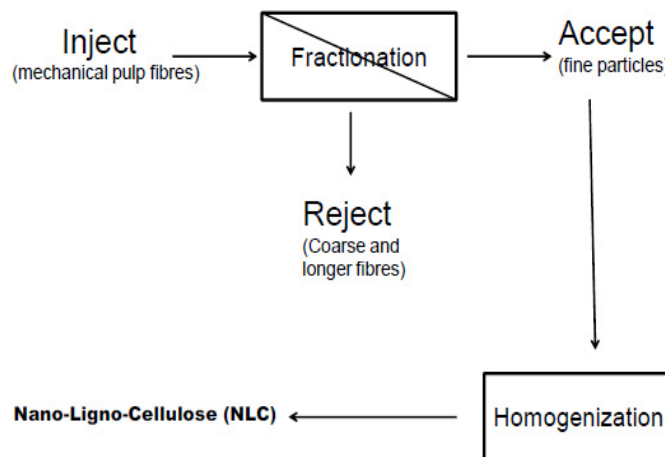 Inject
(mechanical pulp fibres)
Fractionation
Accept
(fine particles)
Reject
(Coarse and
longer fibres)
Nano-Ligno-Cellulose (NLC)
Homogenization